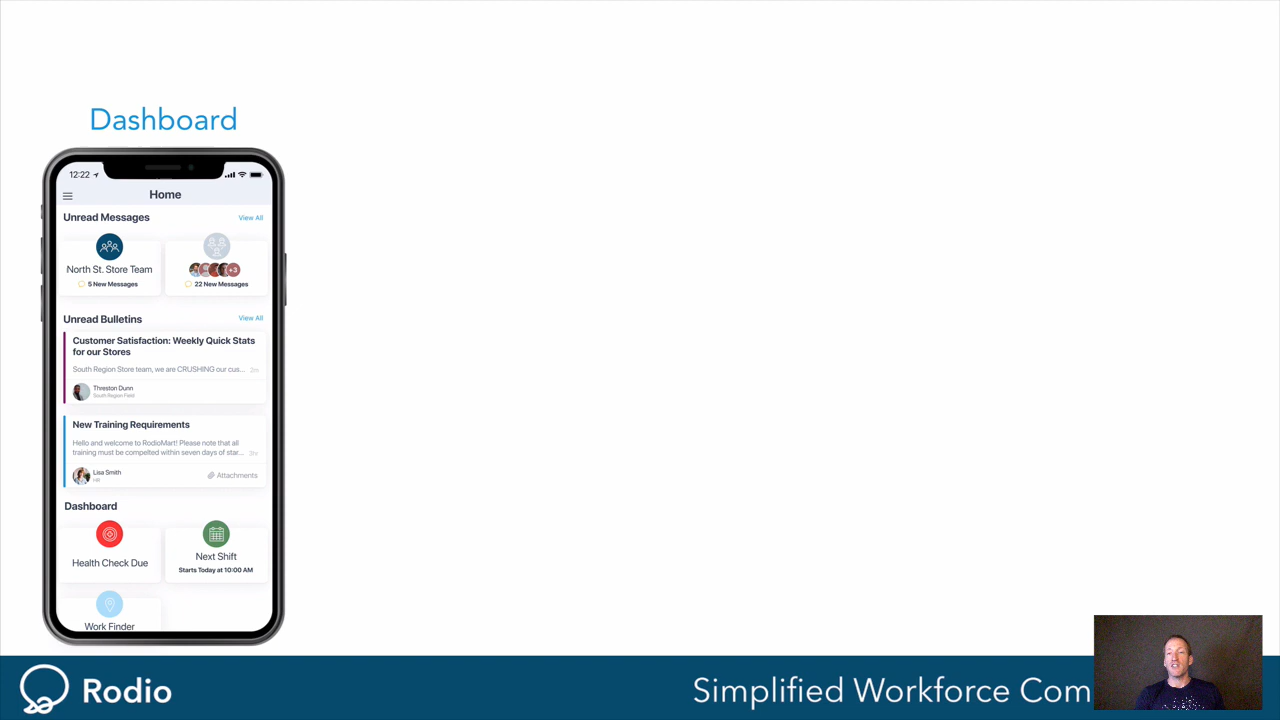 Dashboard
12:22
Home
Unread Messages
View All
North St. Store Team
+3
5 New Messages
22 New Messages
Unread Bulletins
View All
Customer Satisfaction: Weekly Quick Stats
for our Stores
South Region Store team, we are CRUSHING our cus...
2m
Threston Dunn
South Region Field
New Training Requirements
Hello and welcome to RodioMart! Please note that all
training must be compelted within seven days of star...
3m
Lisa Smith
HR
Attachments
Dashboard
Health Check Due
Next Shift
Starts Today at 10:00 AM
Work Finder
Rodio
Simplified Workforce Com